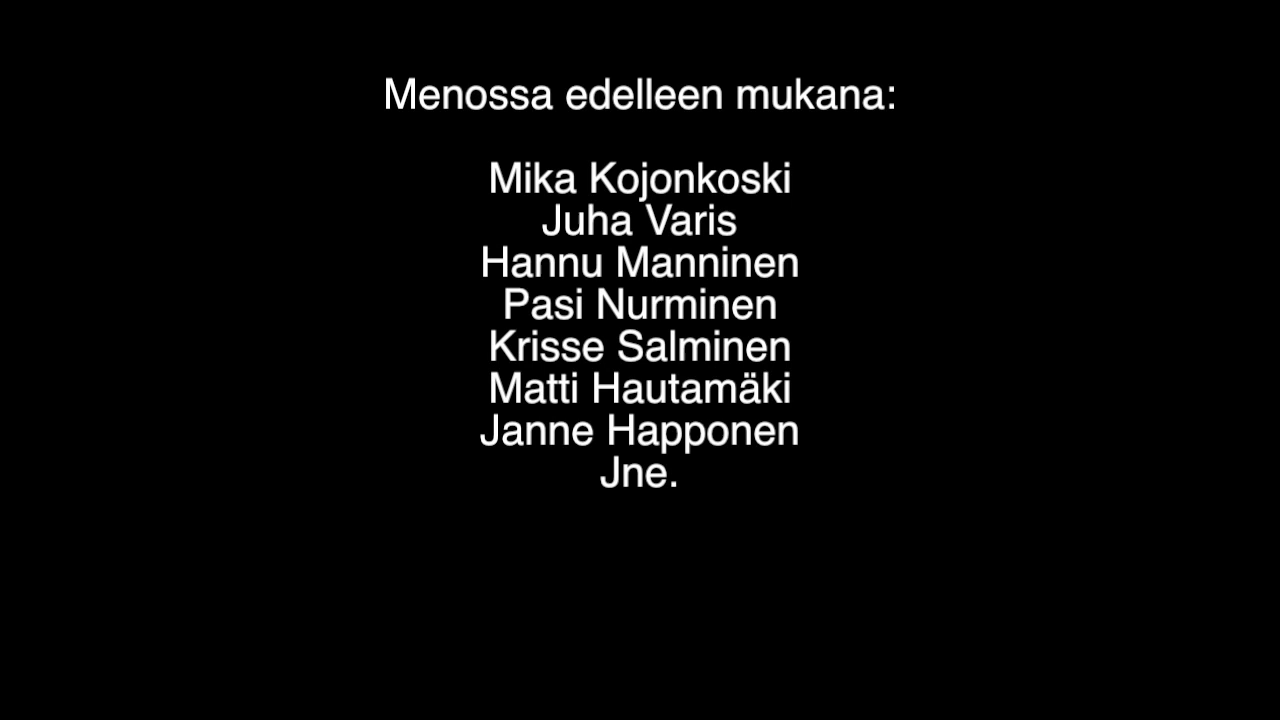 Menossa edelleen mukana:
Mika Kojonkoski
Juha Varis
Hannu Manninen
Pasi Nurminen
Krisse Salminen
Matti Hautamäki
Janne Happonen
Jne.